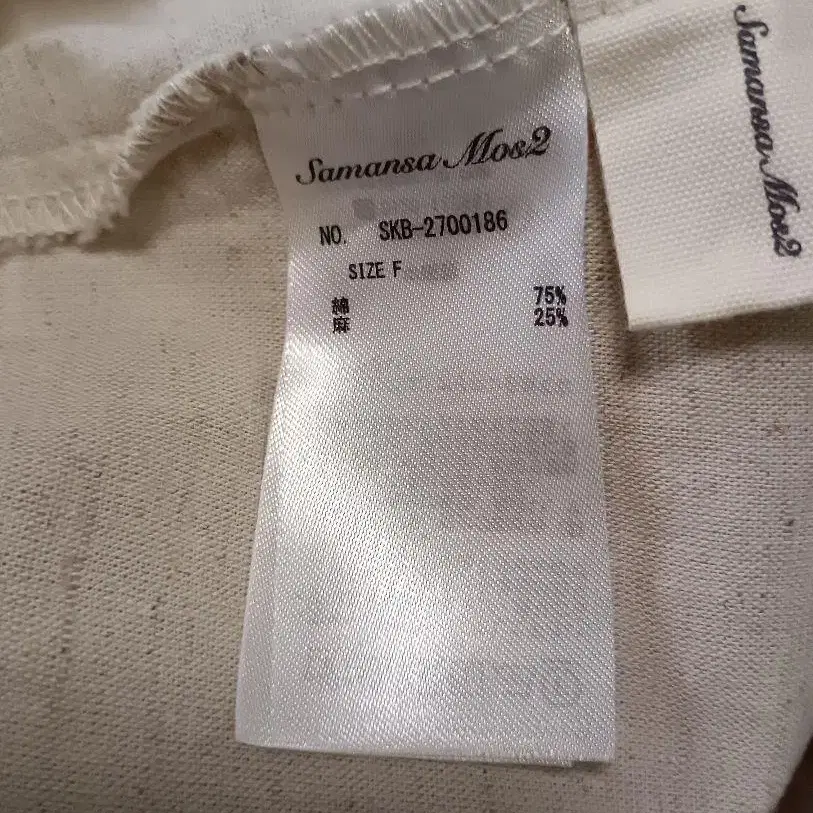 Samansa Mos2
NO. SKB-2700186
SIZE F
綿 75%
麻 25%
Samansa Mos2